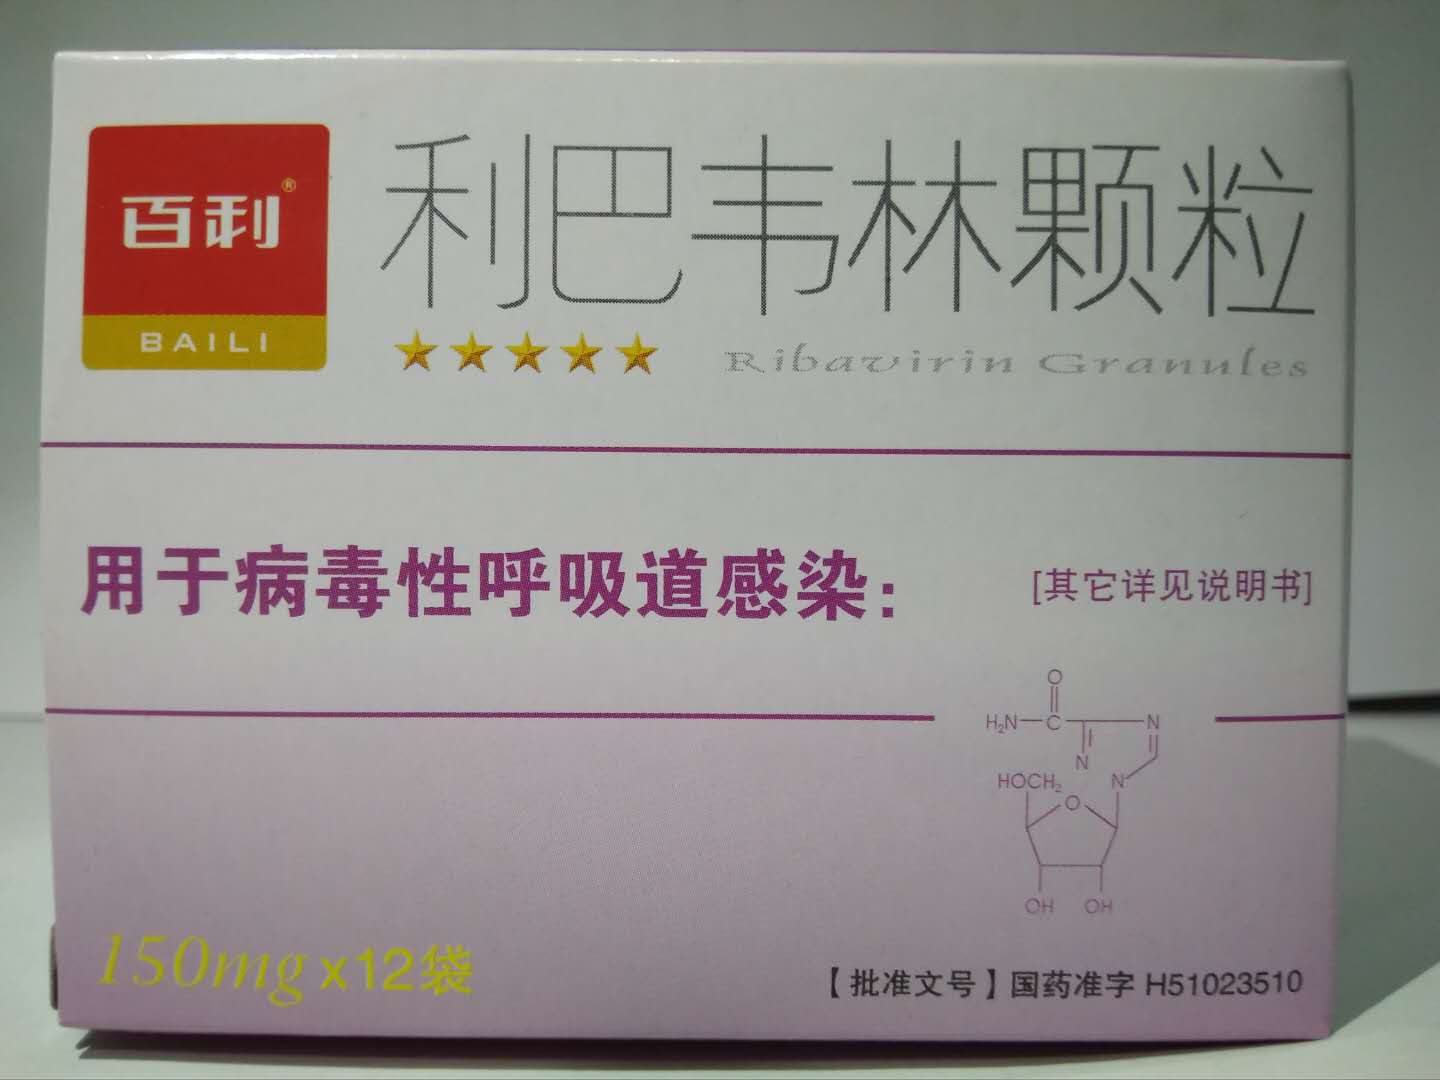 百利®
BAILI
利巴韦林颗粒
Ribavirin Granules
用于病毒性呼吸道感染：
[其它详见说明书]
O
H₂N C N
N
HOCH₂ N
O
OH OH
150mg x12袋
【批准文号】国药准字 H51023510